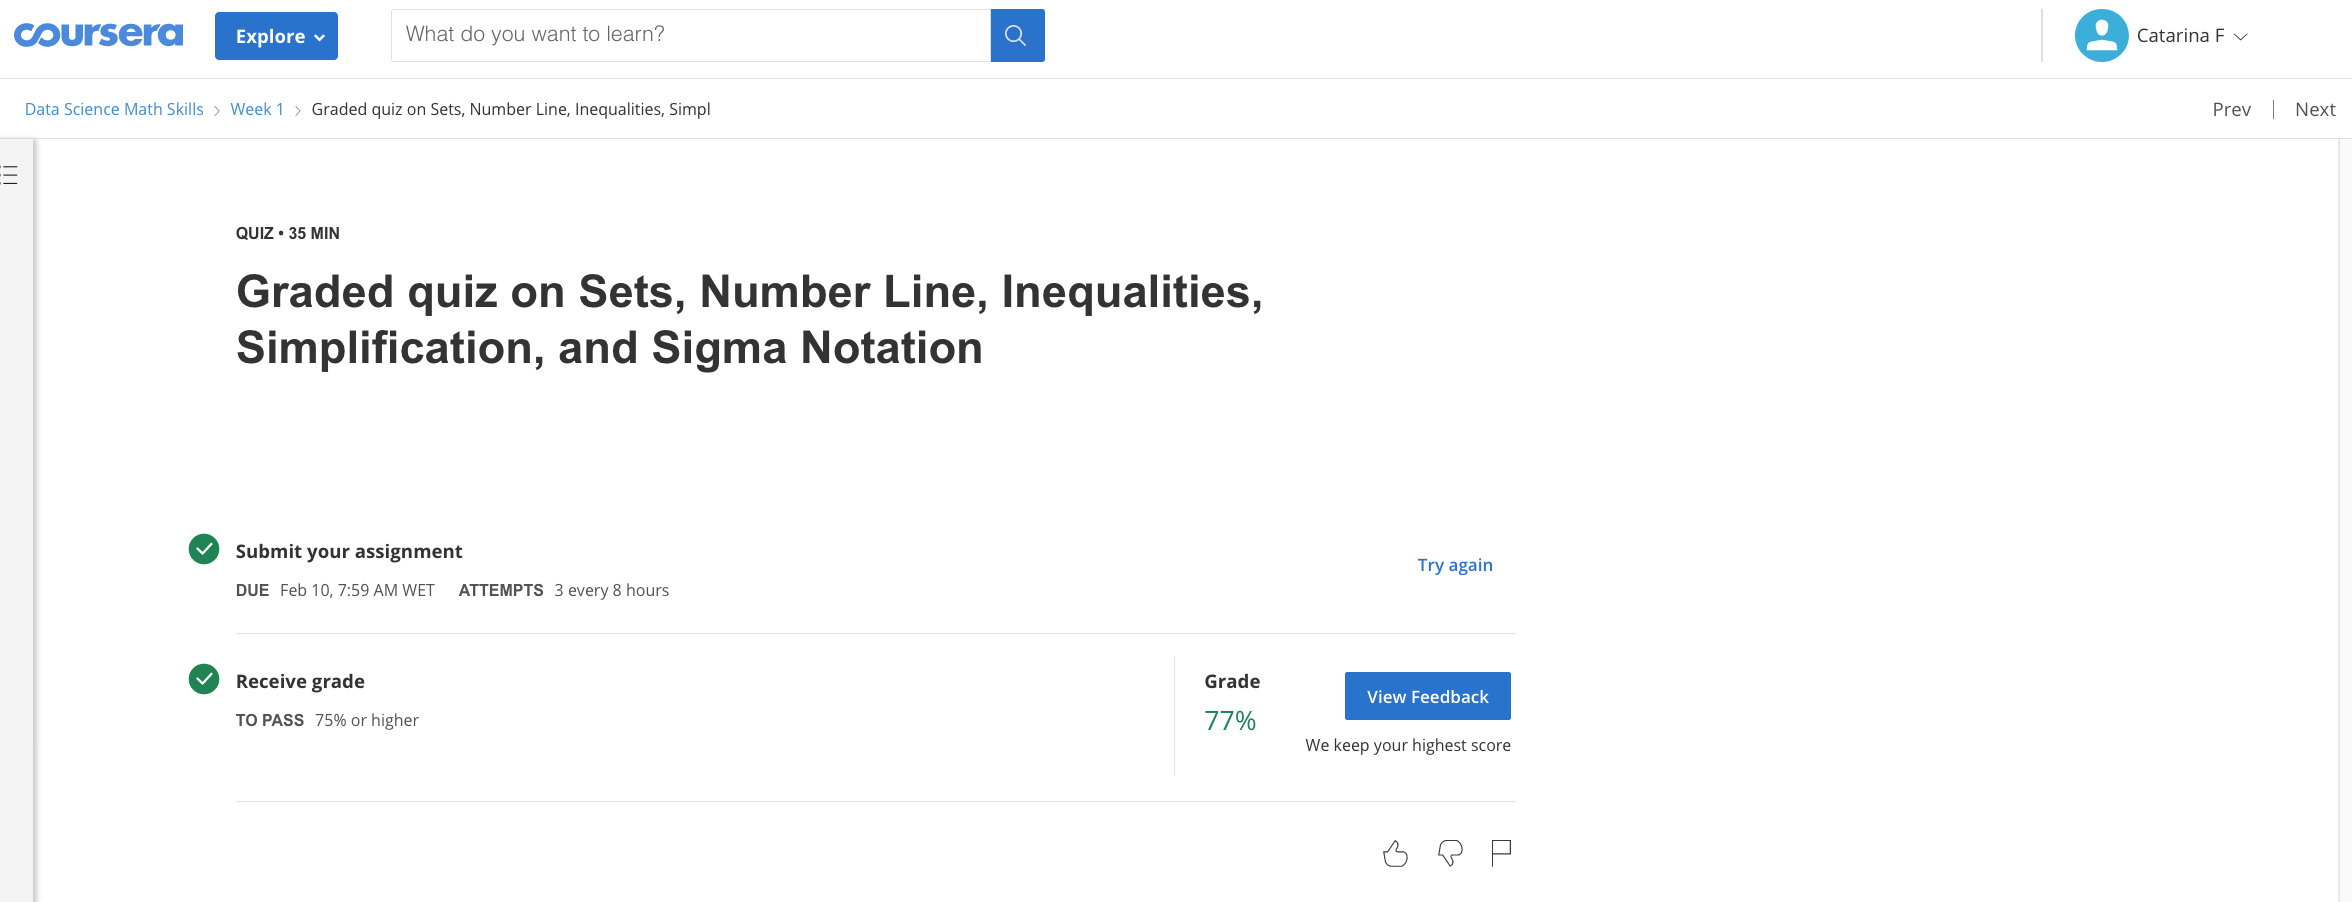 coursera
Explore
What do you want to learn?
Catarina F
Data Science Math Skills > Week 1 > Graded quiz on Sets, Number Line, Inequalities, Simpl
Prev | Next
QUIZ • 35 MIN
Graded quiz on Sets, Number Line, Inequalities,
Simplification, and Sigma Notation
Submit your assignment
Try again
DUE Feb 10, 7:59 AM WET ATTEMPTS 3 every 8 hours
Receive grade
TO PASS 75% or higher
Grade
77%
View Feedback
We keep your highest score